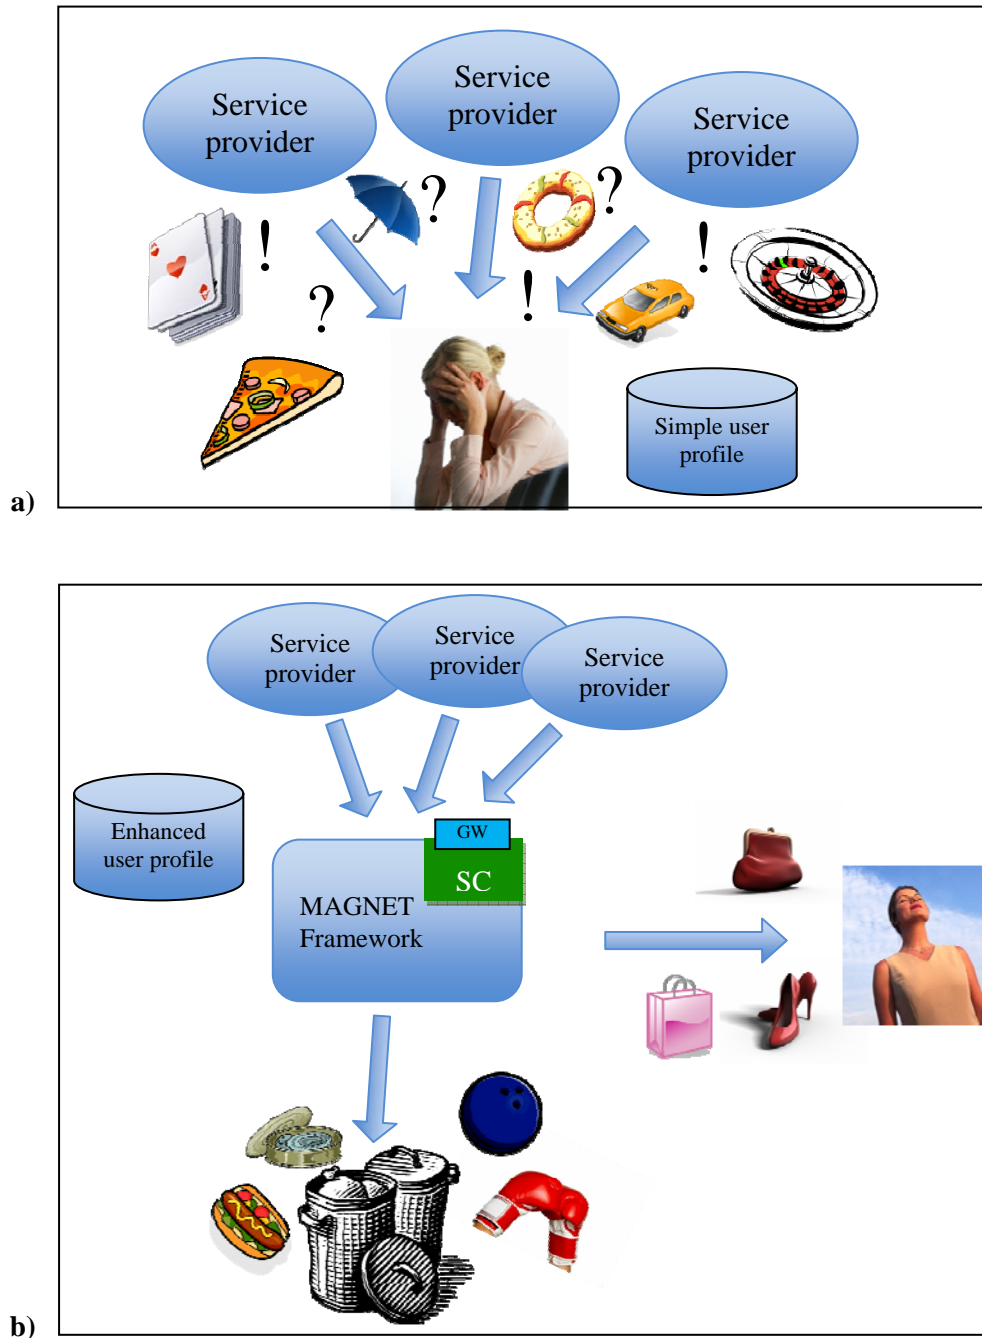 Service
provider
Service
provider
Service
provider
!
?
?
!
?
!
Simple user
profile
a)
Service
provider
Service
provider
Service
provider
Enhanced
user profile
GW
SC
MAGNET
Framework
b)